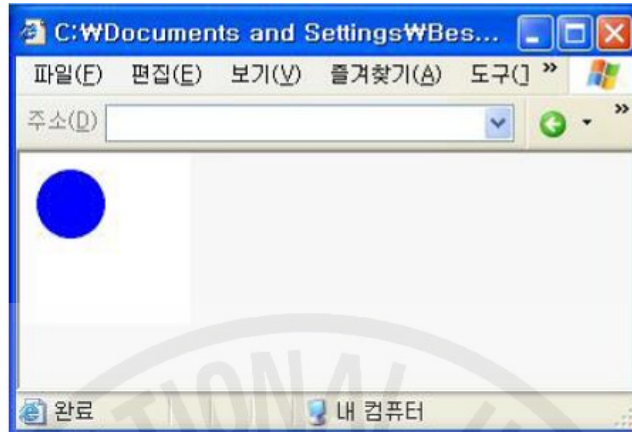 C:₩Documents and Settings₩Bes...
파일(F) 편집(E) 보기(V) 즐겨찾기(A) 도구(] »
주소(D) »
완료 내 컴퓨터